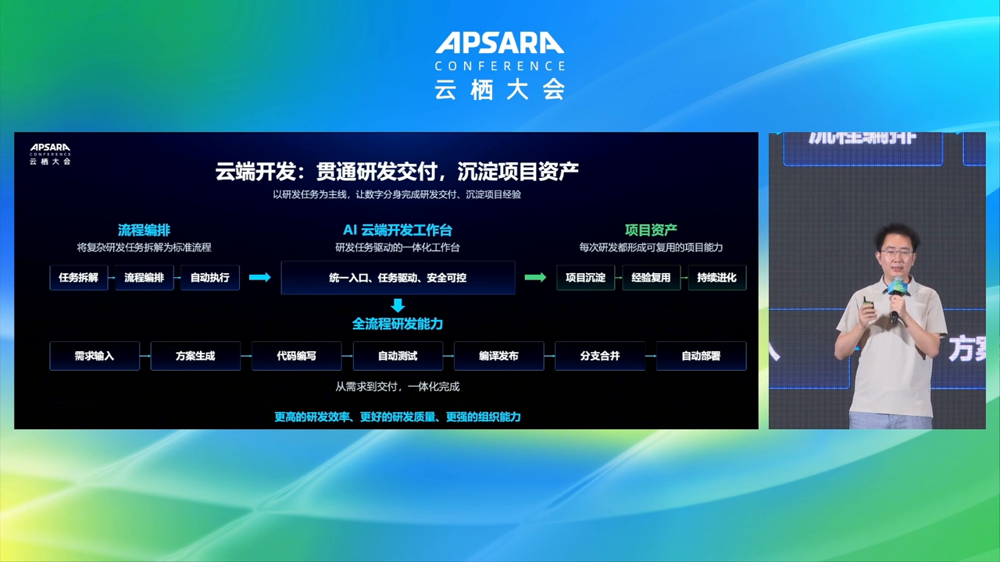 APSARA
CONFERENCE
云栖大会
APSARA
CONFERENCE
云栖大会
云端开发：贯通研发交付，沉淀项目资产
以研发任务为主线，让数字分身完成研发交付、沉淀项目经验
流程编排
将复杂研发任务拆解为标准流程
任务拆解
流程编排
自动执行
AI 云端开发工作台
研发任务驱动的一体化工作台
统一入口、任务驱动、安全可控
项目资产
每次研发都形成可复用的项目能力
项目沉淀
经验复用
持续进化
全流程研发能力
需求输入
方案生成
代码编写
自动测试
编译发布
分支合并
自动部署
从需求到交付，一体化完成
更高的研发效率、更好的研发质量、更强的组织能力
流程编排
方案